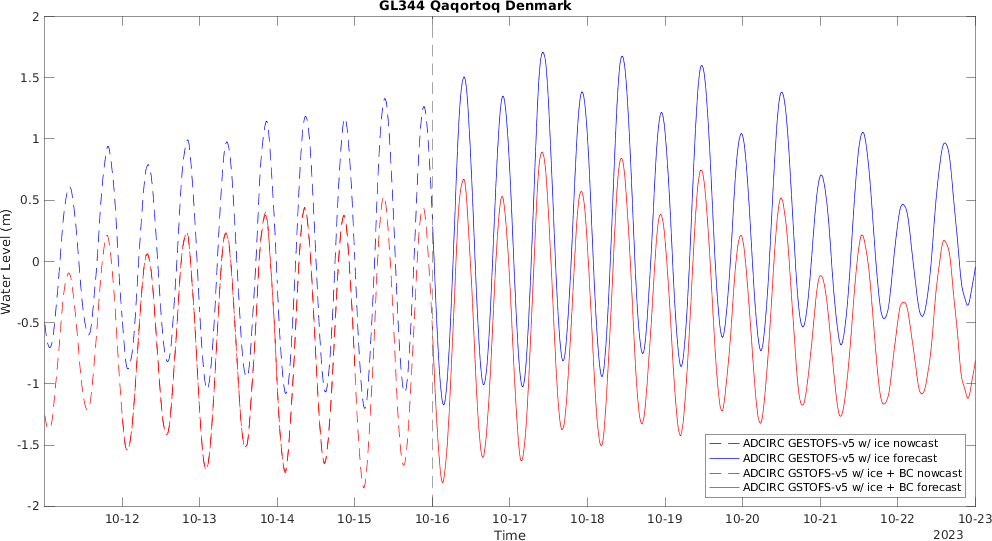 GL344 Qaqortoq Denmark
2
1.5
1
0.5
0
-0.5
-1
-1.5
-2
Water Level (m)
ADCIRC GESTOFS-v5 w/ ice nowcast
ADCIRC GESTOFS-v5 w/ ice forecast
ADCIRC GSTOFS-v5 w/ ice + BC nowcast
ADCIRC GSTOFS-v5 w/ ice + BC forecast
10-12 10-13 10-14 10-15 10-16 10-17 10-18 10-19 10-20 10-21 10-22 10-23
Time
2023